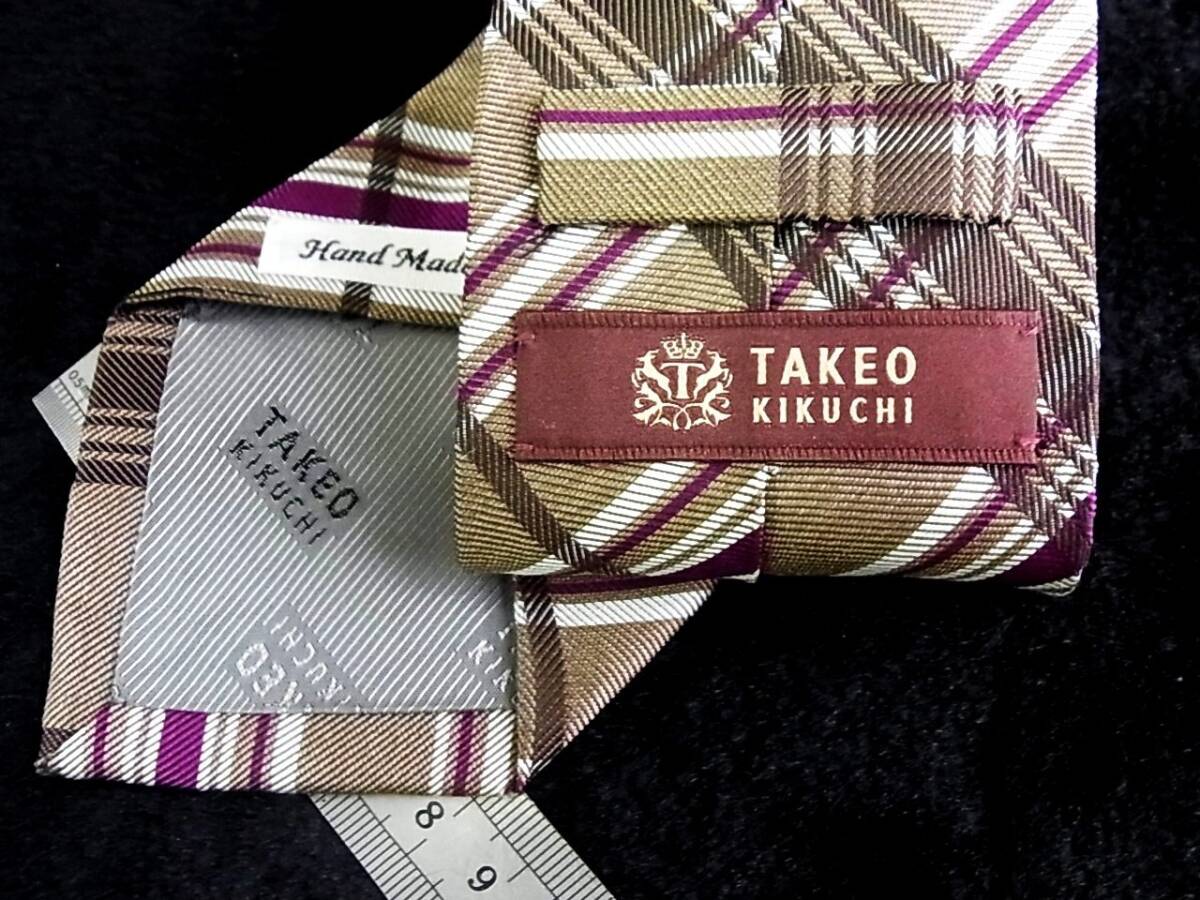 Hand Made
T
TAKEO
KIKUCHI
TAKEO
KIKUCHI
8
9